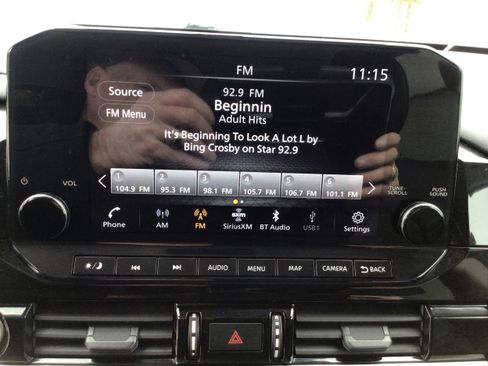 FM
11:15
Source
92.9 FM
Beginnin
Adult Hits
FM Menu
It's Beginning To Look A Lot L by
Bing Crosby on Star 92.9
1 2 3 4 5 6
104.9 FM 95.3 FM 98.1 FM 105.7 FM 106.7 FM 101.1 FM
VOL
TUNE·SCROLL
PUSH SOUND
Phone AM FM SiriusXM BT Audio USB1 Settings
sxm
AUDIO MENU MAP CAMERA BACK